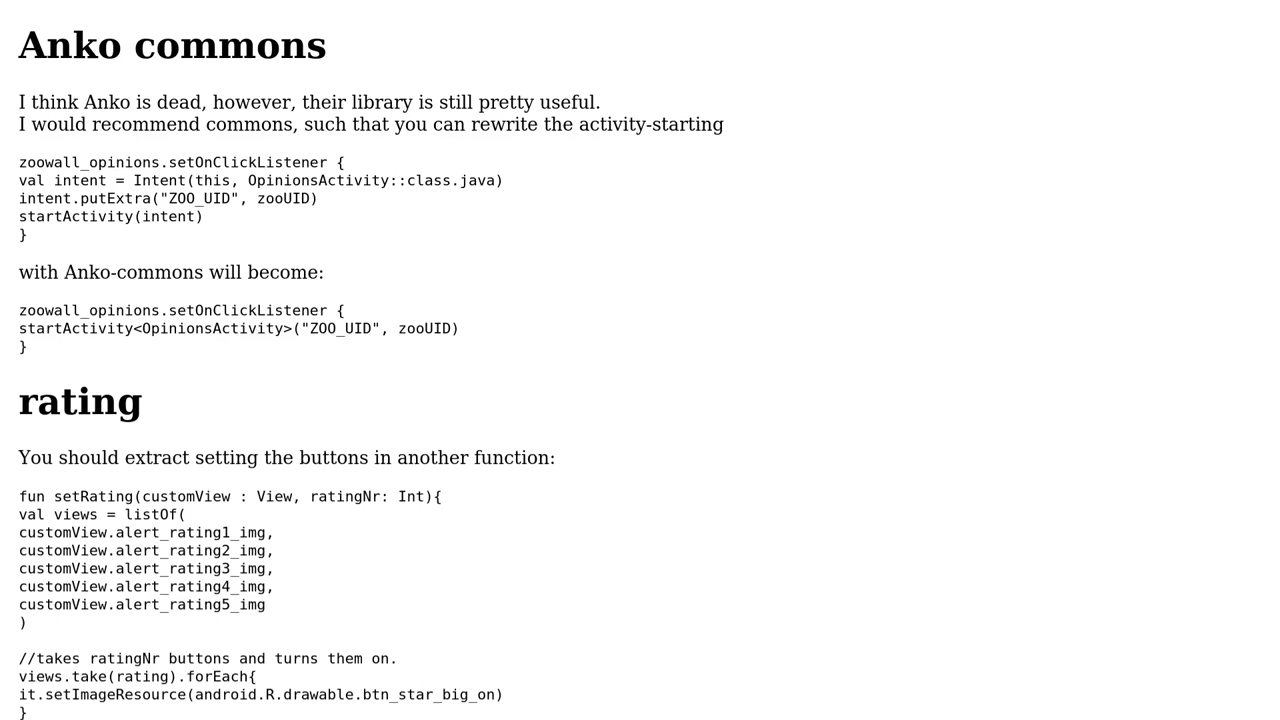 Anko commons
I think Anko is dead, however, their library is still pretty useful.
I would recommend commons, such that you can rewrite the activity-starting
zoowall_opinions.setOnClickListener {
val intent = Intent(this, OpinionsActivity::class.java)
intent.putExtra("ZOO_UID", zooUID)
startActivity(intent)
}
with Anko-commons will become:
zoowall_opinions.setOnClickListener {
startActivity<OpinionsActivity>("ZOO_UID", zooUID)
}
rating
You should extract setting the buttons in another function:
fun setRating(customView : View, ratingNr: Int){
val views = listOf(
customView.alert_rating1_img,
customView.alert_rating2_img,
customView.alert_rating3_img,
customView.alert_rating4_img,
customView.alert_rating5_img
)
//takes ratingNr buttons and turns them on.
views.take(rating).forEach{
it.setImageResource(android.R.drawable.btn_star_big_on)
}